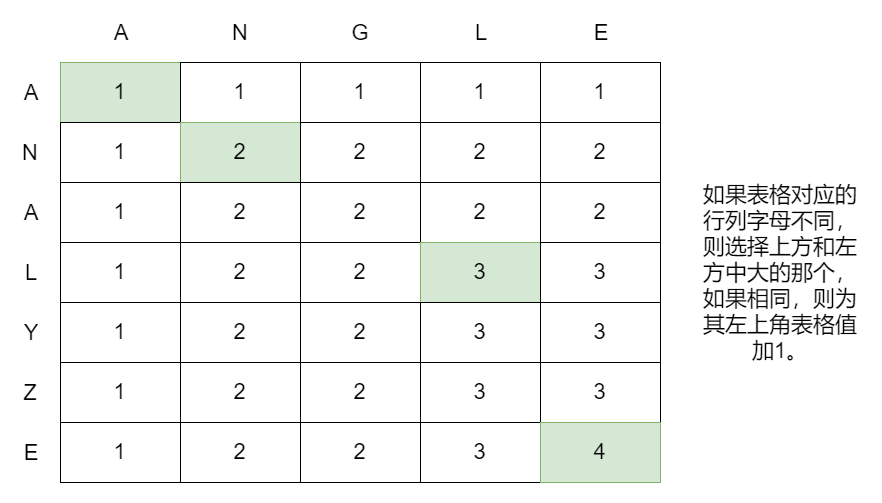 A N G L E
A 1 1 1 1 1
N 1 2 2 2 2
A 1 2 2 2 2
L 1 2 2 3 3
Y 1 2 2 3 3
Z 1 2 2 3 3
E 1 2 2 3 4
如果表格对应的
行列字母不同，
则选择上方和左
方中大的那个，
如果相同，则为
其左上角表格值
加1。